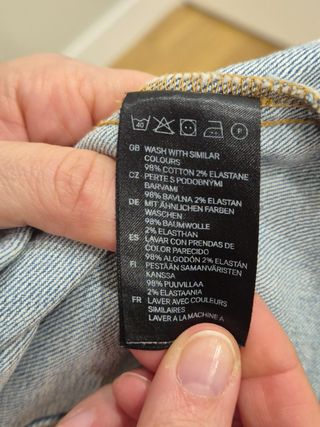 40 P
GB WASH WITH SIMILAR
COLOURS
98% COTTON 2% ELASTANE
CZ PERTE S PODOBNYMI
BARVAMI
98% BAVLNA 2% ELASTAN
DE MIT ÄHNLICHEN FARBEN
WASCHEN
98% BAUMWOLLE
2% ELASTHAN
ES LAVAR CON PRENDAS DE
COLOR PARECIDO
98% ALGODÓN 2% ELASTÁN
FI PESTÄÄN SAMANVÄRISTEN
KANSSA
98% PUUVILLAA
2% ELASTAANIA
FR LAVER AVEC COULEURS
SIMILAIRES
LAVER A LA MACHINE A